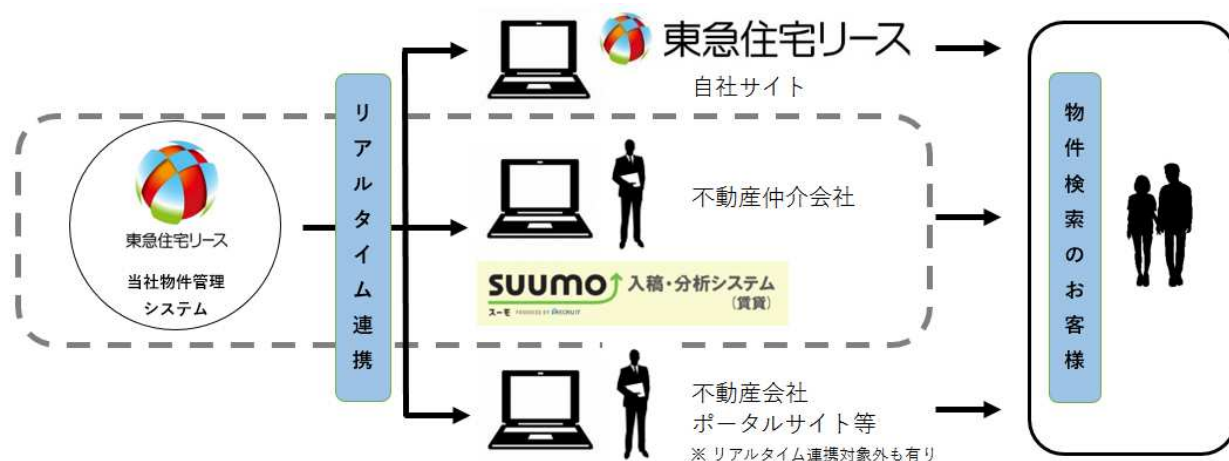 東急住宅リース
当社物件管理
システム
リアルタイム連携
東急住宅リース
自社サイト
不動産仲介会社
SUUMO
スーモ PRODUCED BY RECRUIT
入稿・分析システム
(賃貸)
不動産会社
ポータルサイト等
※ リアルタイム連携対象外も有り
物件検索のお客様